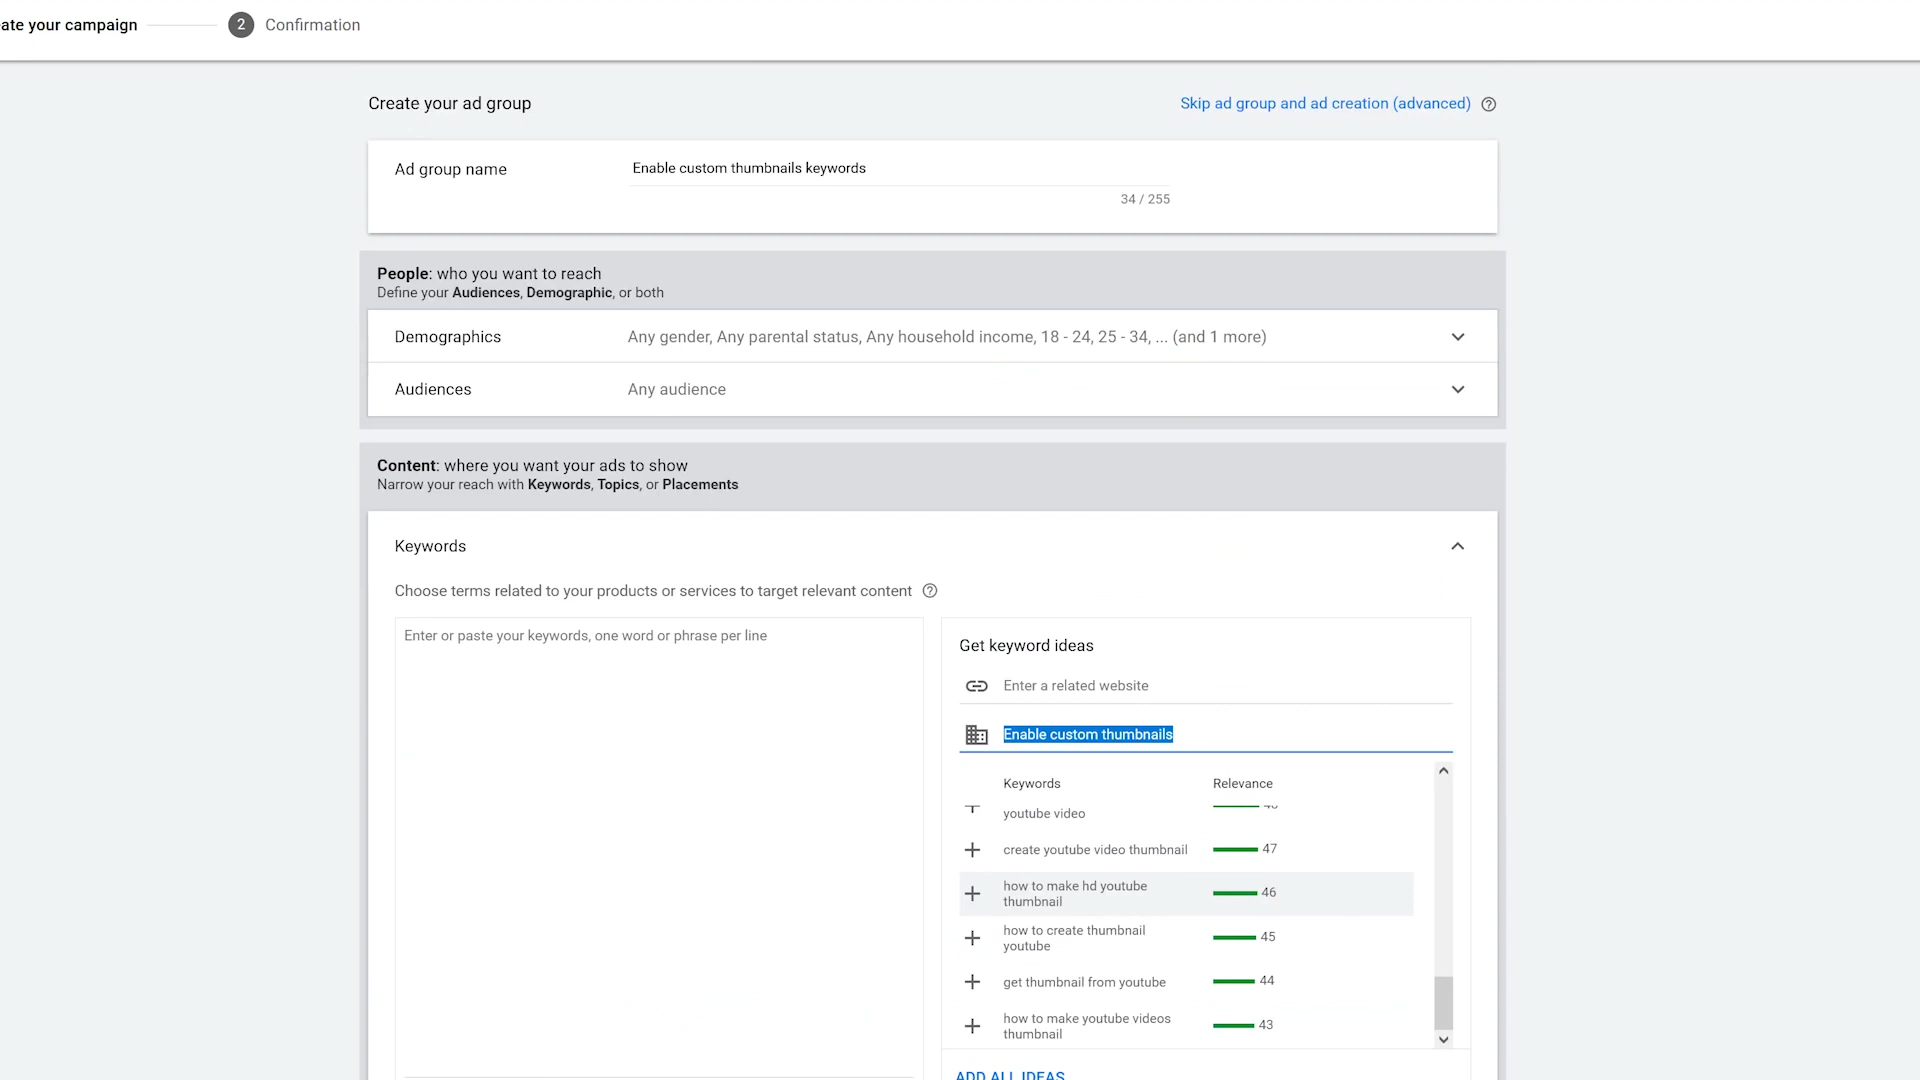 ate your campaign
2
Confirmation
Create your ad group
Skip ad group and ad creation (advanced)
Ad group name
Enable custom thumbnails keywords
34 / 255
People: who you want to reach
Define your Audiences, Demographic, or both
Demographics
Any gender, Any parental status, Any household income, 18 - 24, 25 - 34, ... (and 1 more)
Audiences
Any audience
Content: where you want your ads to show
Narrow your reach with Keywords, Topics, or Placements
Keywords
Choose terms related to your products or services to target relevant content
Enter or paste your keywords, one word or phrase per line
Get keyword ideas
Enter a related website
Enable custom thumbnails
Keywords
Relevance
youtube video
create youtube video thumbnail
47
how to make hd youtube
thumbnail
46
how to create thumbnail
youtube
45
get thumbnail from youtube
44
how to make youtube videos
thumbnail
43
ADD ALL IDEAS